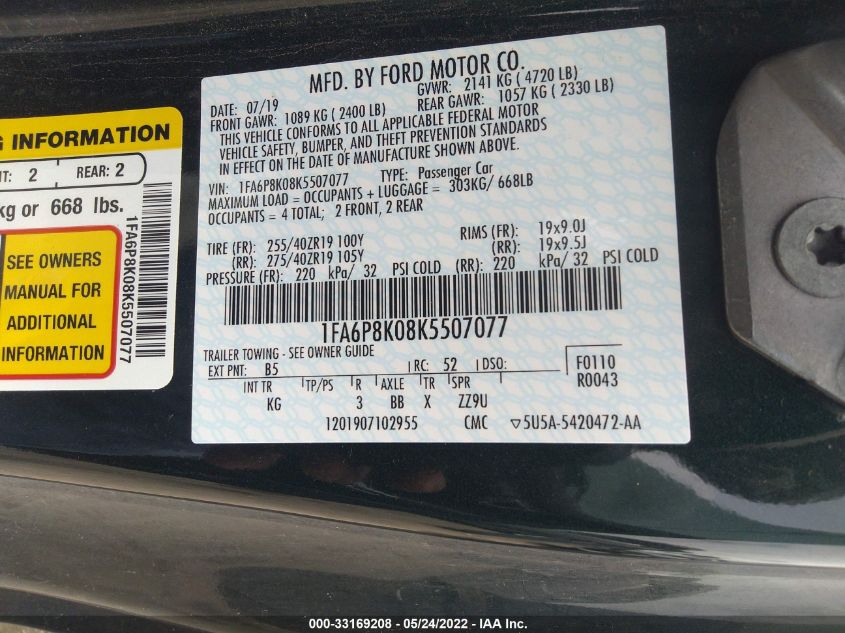 G INFORMATION
NT: 2 REAR: 2
kg or 668 lbs.
SEE OWNERS
MANUAL FOR
ADDITIONAL
INFORMATION
1FA6P8K08K5507077
MFD. BY FORD MOTOR CO.
DATE: 07/19 GVWR: 2141 KG ( 4720 LB)
FRONT GAWR: 1089 KG ( 2400 LB) REAR GAWR: 1057 KG ( 2330 LB)
THIS VEHICLE CONFORMS TO ALL APPLICABLE FEDERAL MOTOR
VEHICLE SAFETY, BUMPER, AND THEFT PREVENTION STANDARDS
IN EFFECT ON THE DATE OF MANUFACTURE SHOWN ABOVE.
VIN: 1FA6P8K08K5507077 TYPE: Passenger Car
MAXIMUM LOAD = OCCUPANTS + LUGGAGE = 303KG/ 668LB
OCCUPANTS = 4 TOTAL; 2 FRONT, 2 REAR
TIRE (FR): 255/40ZR19 100Y RIMS (FR): 19x9.0J
(RR): 275/40ZR19 105Y (RR): 19x9.5J
PRESSURE (FR): 220 kPa/ 32 PSI COLD (RR): 220 kPa/ 32 PSI COLD
1FA6P8K08K5507077
TRAILER TOWING - SEE OWNER GUIDE
EXT PNT: B5 RC: 52 DSO: F0110
R0043
INT TR TP/PS R AXLE TR SPR
KG 3 BB X ZZ9U
1201907102955 CMC 5U5A-5420472-AA
000-33169208 - 05/24/2022 - IAA Inc.